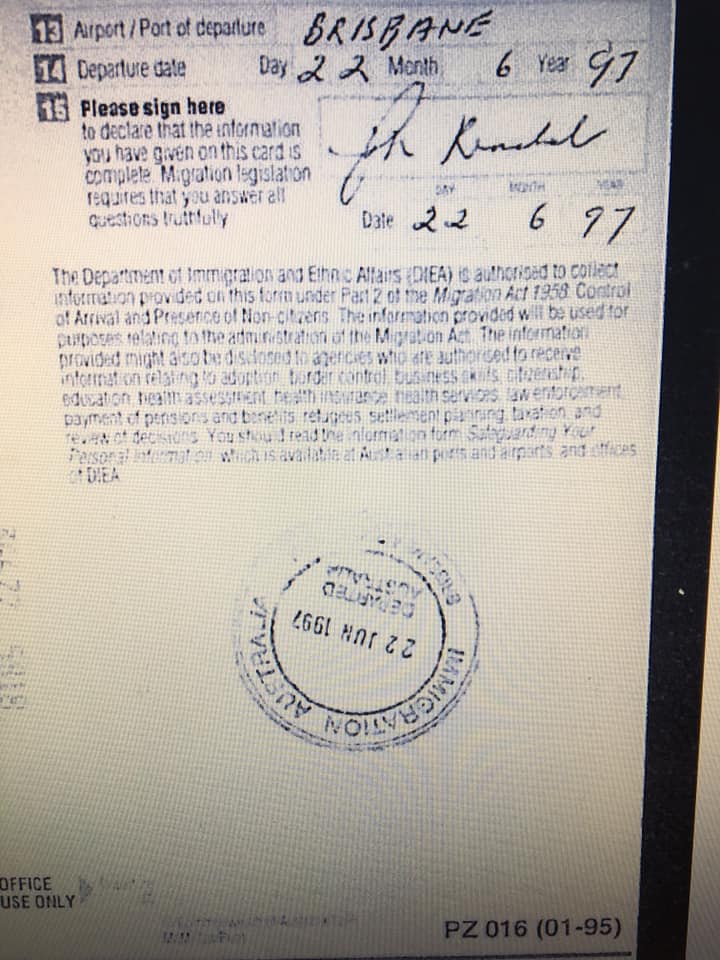 13 Airport / Port of departure BRISBANE
14 Departure date Day 22 Month 6 Year 97
15 Please sign here
to declare that the information
you have given on this card is
complete. Migration legislation
requires that you answer all
questions truthfully
DAY MONTH YEAR
Date 22 6 97
The Department of Immigration and Ethnic Affairs (DIEA) is authorised to collect
information provided on this form under Part 2 of the Migration Act 1958 Control
of Arrival and Presence of Non-citizens. The information provided will be used for
purposes relating to the administration of the Migration Act. The information
provided might also be disclosed to agencies who are authorised to receive
information relating to adoption, border control, business skills, citizenship,
education, health assessment, health insurance, health services, law enforcement,
payment of pensions and benefits, refugees, settlement planning, taxation, and
review of decisions. You should read the information form Safeguarding Your
Personal Information which is available at Australian ports and airports, and offices
of DIEA
IMMIGRATION AUSTRALIA
DEPARTED
AUSTRALIA
22 JUN 1997
OFFICE
USE ONLY
PZ 016 (01-95)